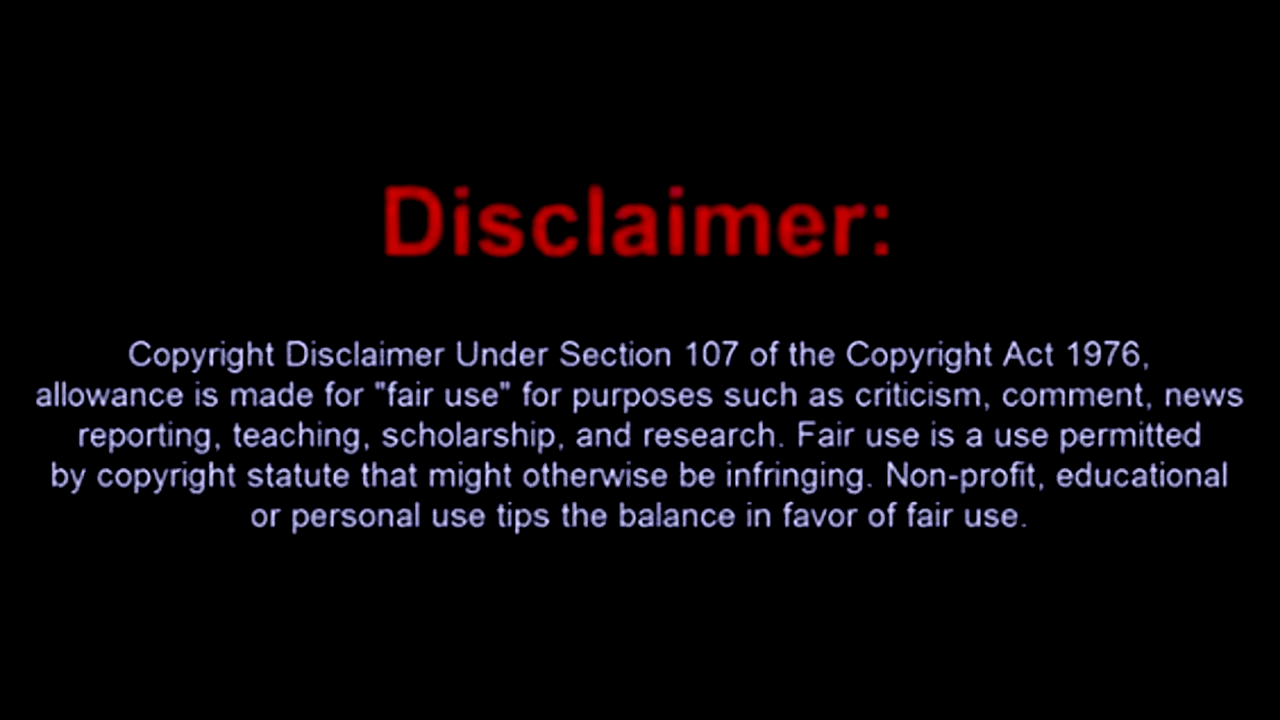 Disclaimer:
Copyright Disclaimer Under Section 107 of the Copyright Act 1976,
allowance is made for "fair use" for purposes such as criticism, comment, news
reporting, teaching, scholarship, and research. Fair use is a use permitted
by copyright statute that might otherwise be infringing. Non-profit, educational
or personal use tips the balance in favor of fair use.